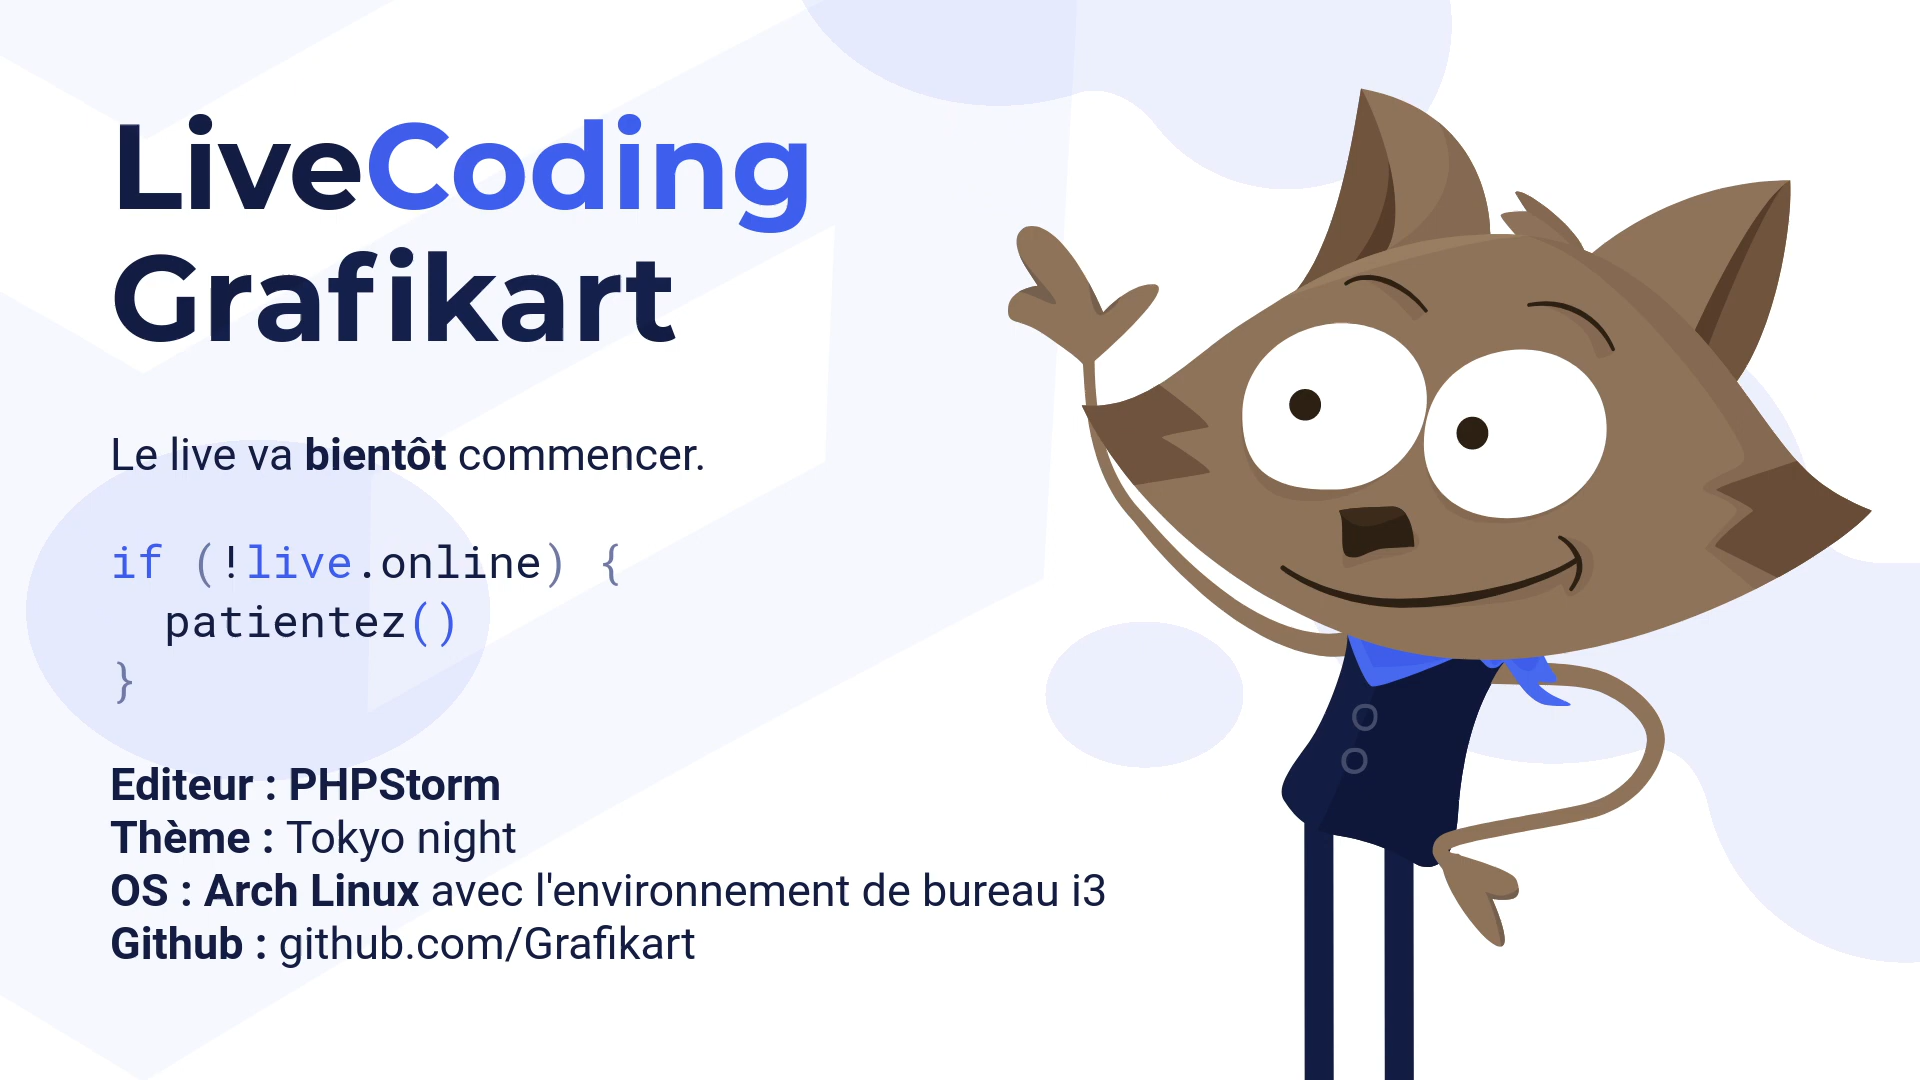 LiveCoding
Grafikart
Le live va bientôt commencer.
if (!live.online) {
  patientez()
}
Editeur : PHPStorm
Thème : Tokyo night
OS : Arch Linux avec l'environnement de bureau i3
Github : github.com/Grafikart